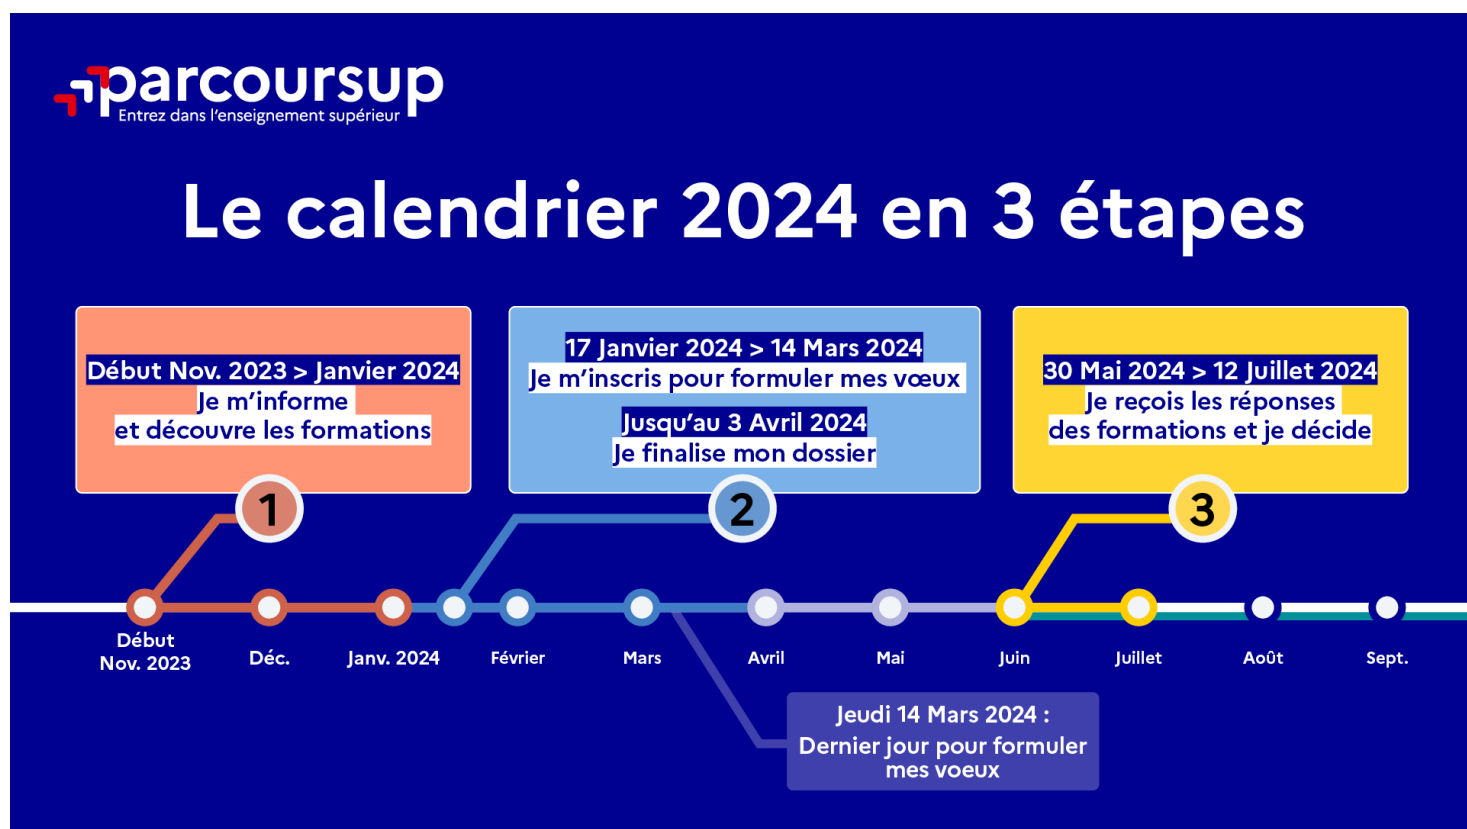 parcoursup
Entrez dans l'enseignement supérieur
Le calendrier 2024 en 3 étapes
Début Nov. 2023 > Janvier 2024
Je m'informe
et découvre les formations
1
17 Janvier 2024 > 14 Mars 2024
Je m'inscris pour formuler mes vœux
Jusqu'au 3 Avril 2024
Je finalise mon dossier
2
30 Mai 2024 > 12 Juillet 2024
Je reçois les réponses
des formations et je décide
3
Début
Nov. 2023
Déc.
Janv. 2024
Février
Mars
Avril
Mai
Juin
Juillet
Août
Sept.
Jeudi 14 Mars 2024 :
Dernier jour pour formuler
mes voeux